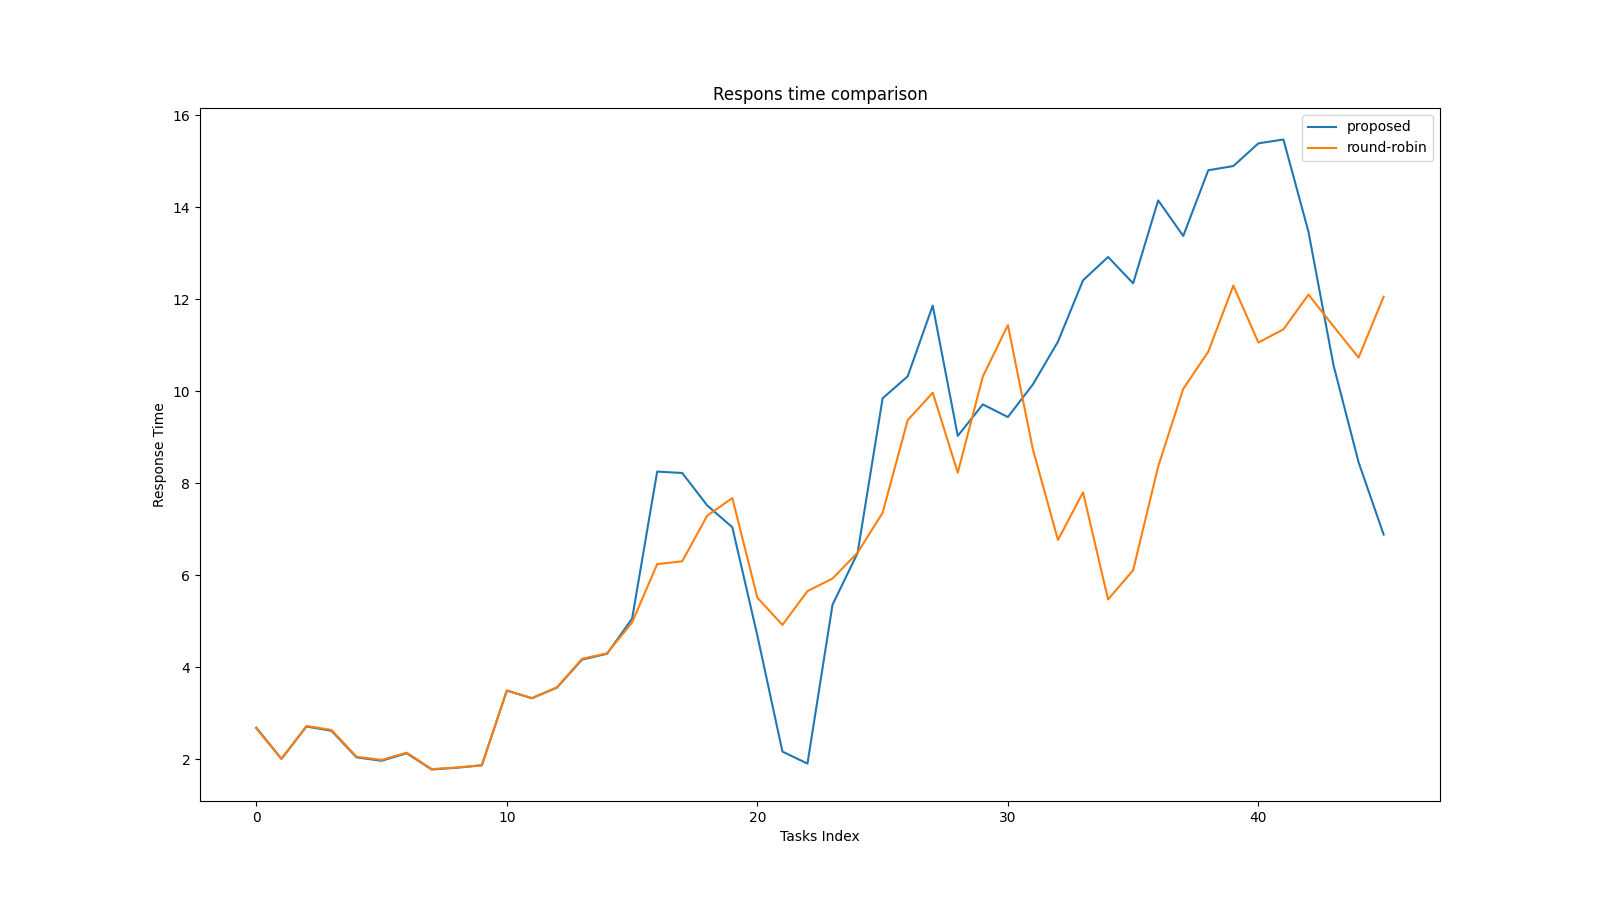 Respons time comparison
proposed
round-robin
16
14
12
10
8
6
4
2
Response Time
0 10 20 30 40
Tasks Index